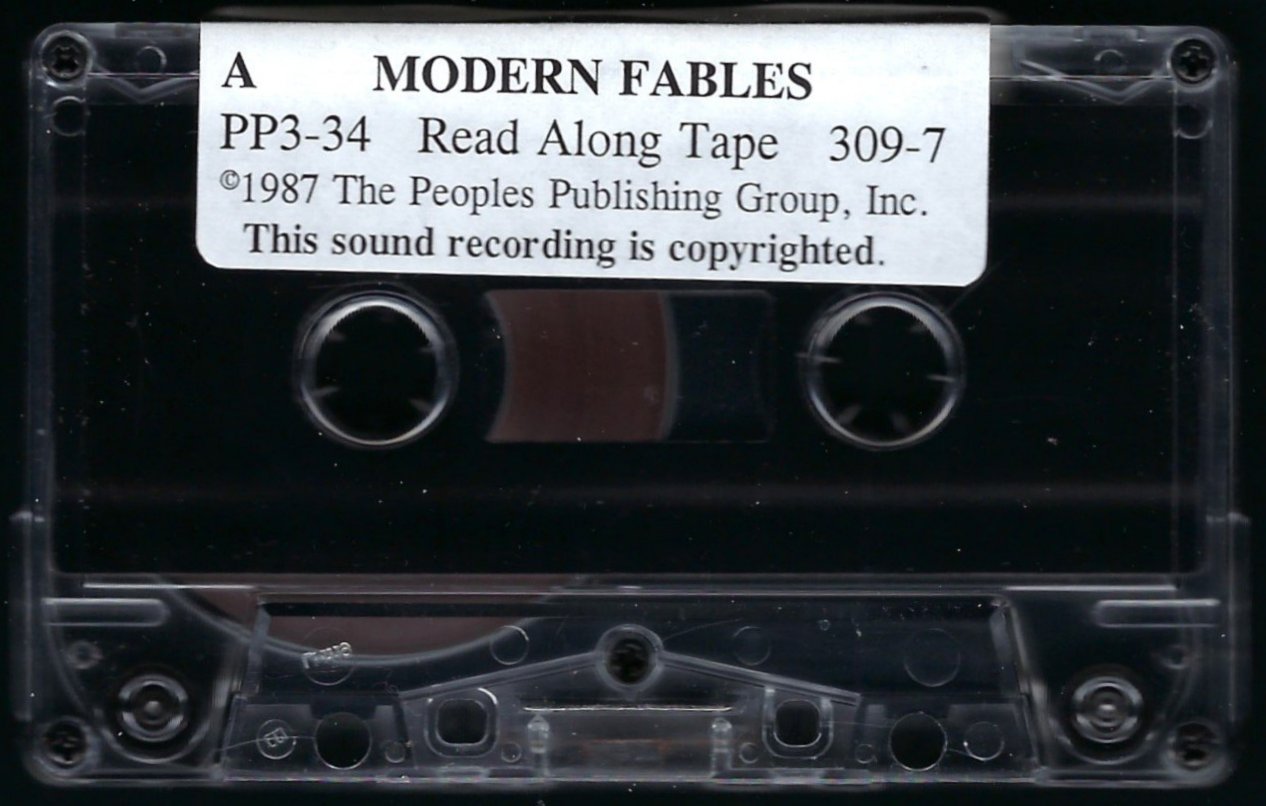 A MODERN FABLES
PP3-34 Read Along Tape 309-7
©1987 The Peoples Publishing Group, Inc.
This sound recording is copyrighted.